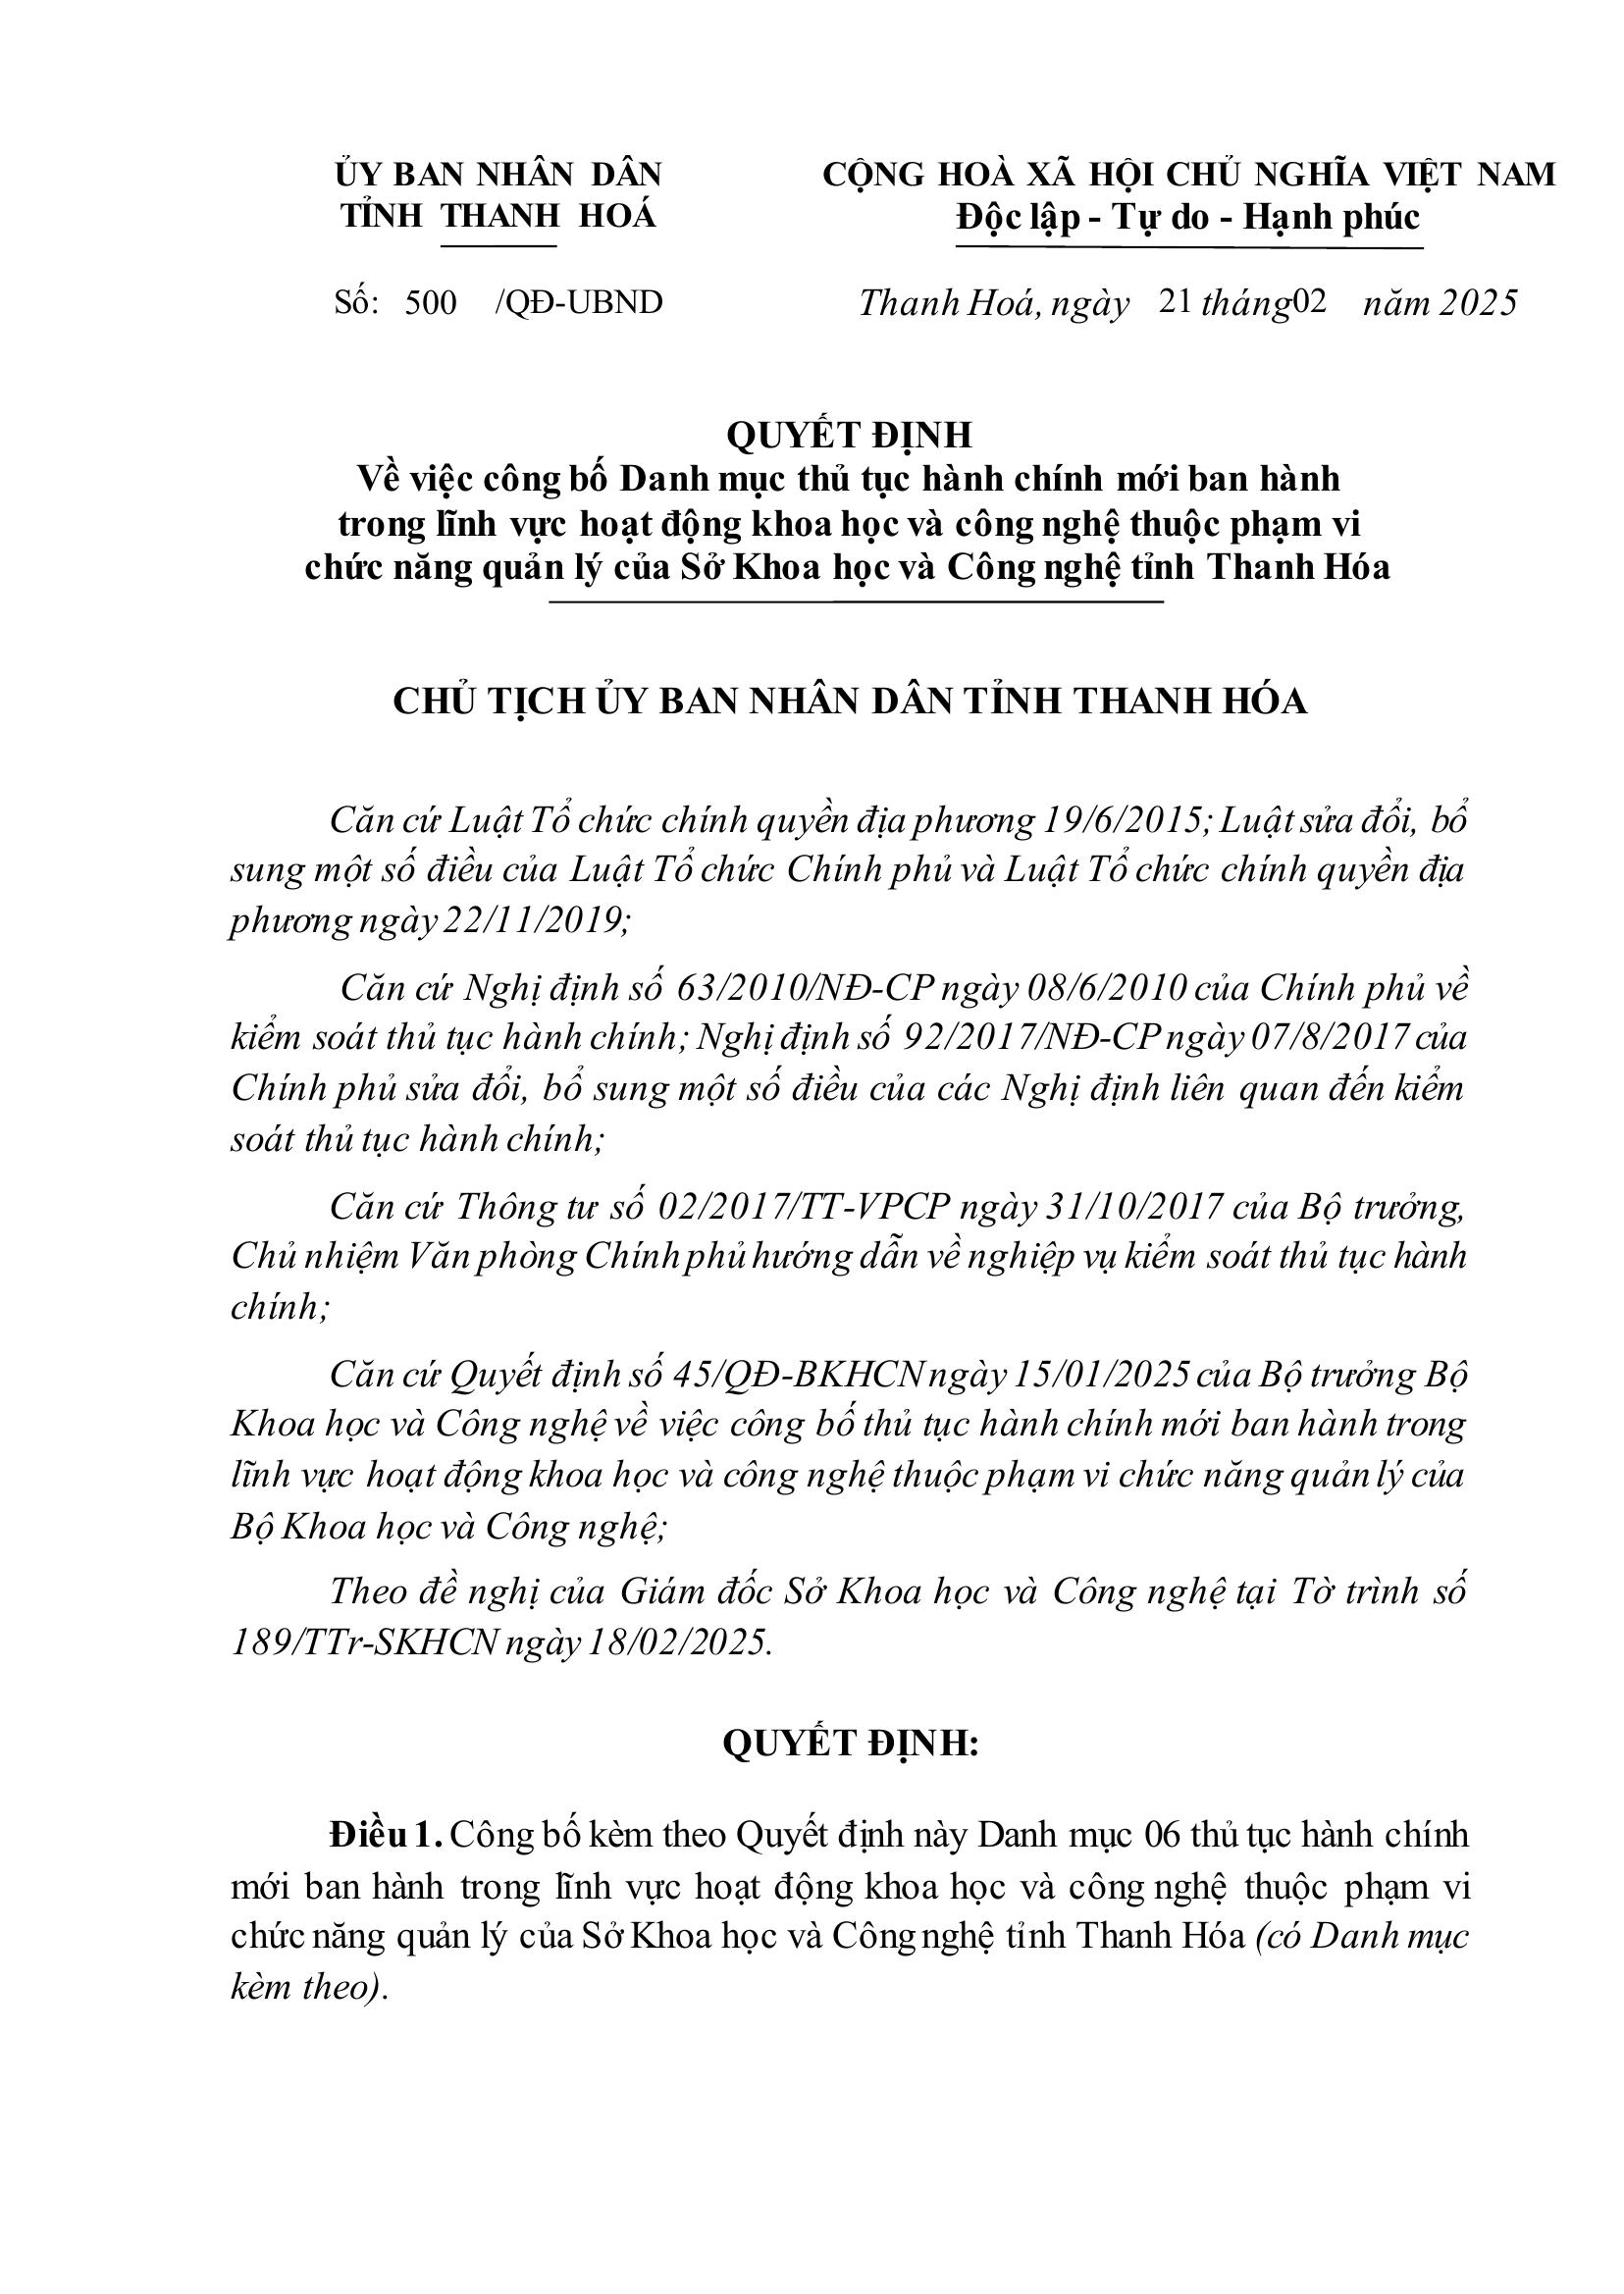 ỦY BAN NHÂN DÂN
TỈNH THANH HOÁ
CỘNG HOÀ XÃ HỘI CHỦ NGHĨA VIỆT NAM
Độc lập - Tự do - Hạnh phúc
Số: 500 /QĐ-UBND
Thanh Hoá, ngày 21 tháng 02 năm 2025
QUYẾT ĐỊNH
Về việc công bố Danh mục thủ tục hành chính mới ban hành
trong lĩnh vực hoạt động khoa học và công nghệ thuộc phạm vi
chức năng quản lý của Sở Khoa học và Công nghệ tỉnh Thanh Hóa
CHỦ TỊCH ỦY BAN NHÂN DÂN TỈNH THANH HÓA
Căn cứ Luật Tổ chức chính quyền địa phương 19/6/2015; Luật sửa đổi, bổ
sung một số điều của Luật Tổ chức Chính phủ và Luật Tổ chức chính quyền địa
phương ngày 22/11/2019;
Căn cứ Nghị định số 63/2010/NĐ-CP ngày 08/6/2010 của Chính phủ về
kiểm soát thủ tục hành chính; Nghị định số 92/2017/NĐ-CP ngày 07/8/2017 của
Chính phủ sửa đổi, bổ sung một số điều của các Nghị định liên quan đến kiểm
soát thủ tục hành chính;
Căn cứ Thông tư số 02/2017/TT-VPCP ngày 31/10/2017 của Bộ trưởng,
Chủ nhiệm Văn phòng Chính phủ hướng dẫn về nghiệp vụ kiểm soát thủ tục hành
chính;
Căn cứ Quyết định số 45/QĐ-BKHCN ngày 15/01/2025 của Bộ trưởng Bộ
Khoa học và Công nghệ về việc công bố thủ tục hành chính mới ban hành trong
lĩnh vực hoạt động khoa học và công nghệ thuộc phạm vi chức năng quản lý của
Bộ Khoa học và Công nghệ;
Theo đề nghị của Giám đốc Sở Khoa học và Công nghệ tại Tờ trình số
189/TTr-SKHCN ngày 18/02/2025.
QUYẾT ĐỊNH:
Điều 1. Công bố kèm theo Quyết định này Danh mục 06 thủ tục hành chính
mới ban hành trong lĩnh vực hoạt động khoa học và công nghệ thuộc phạm vi
chức năng quản lý của Sở Khoa học và Công nghệ tỉnh Thanh Hóa (có Danh mục
kèm theo).